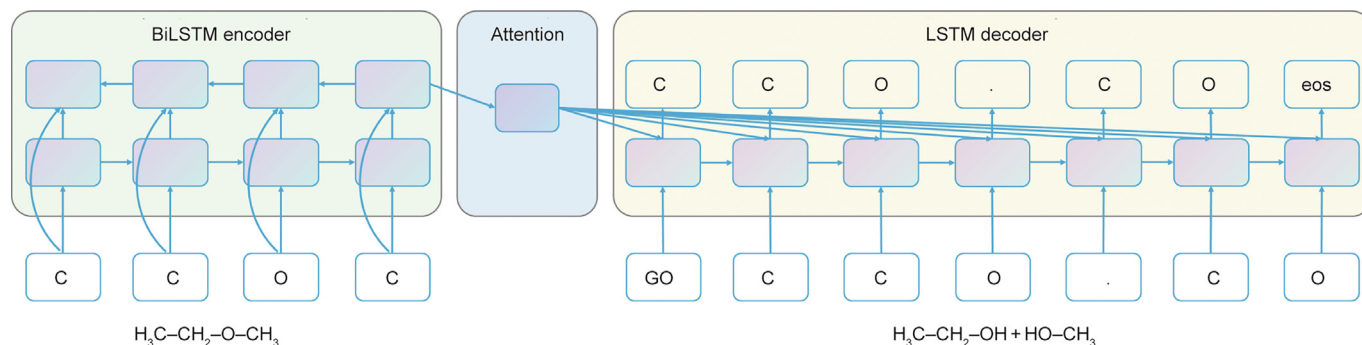 BiLSTM encoder
Attention
LSTM decoder
C C O . C O eos
C C O C
GO C C O . C O
H₃C–CH₂–O–CH₃
H₃C–CH₂–OH + HO–CH₃